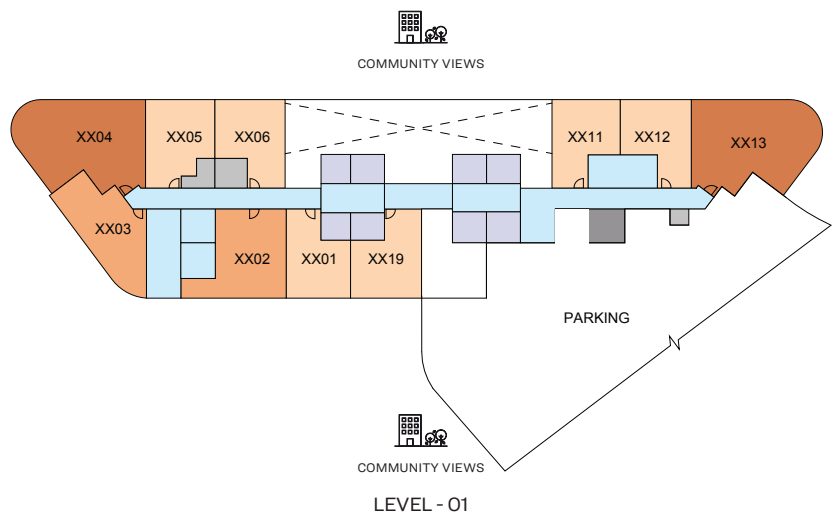 COMMUNITY VIEWS
XX04
XX05
XX06
XX11
XX12
XX13
XX03
XX02
XX01
XX19
PARKING
COMMUNITY VIEWS
LEVEL - 01